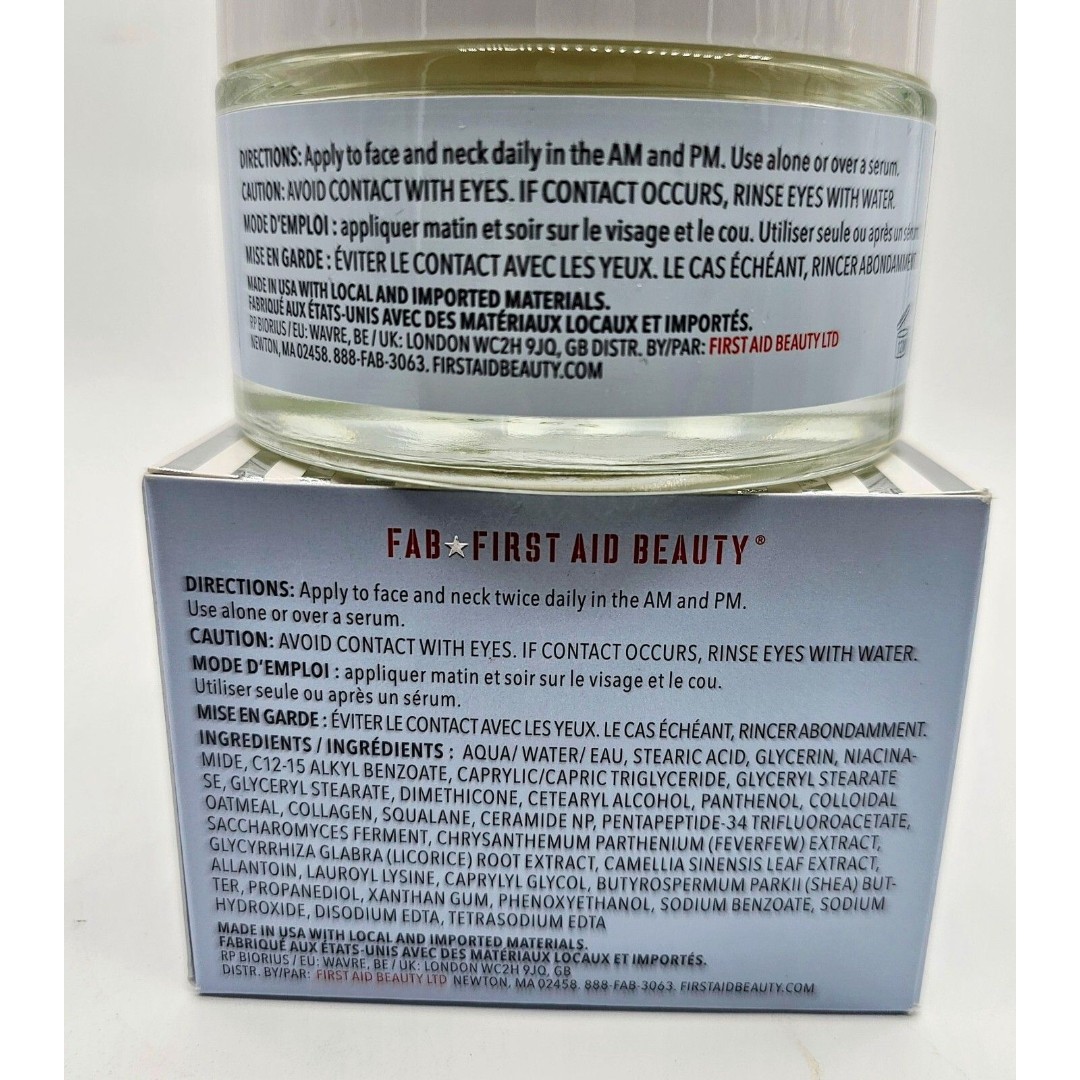 DIRECTIONS: Apply to face and neck daily in the AM and PM. Use alone or over a serum.
CAUTION: AVOID CONTACT WITH EYES. IF CONTACT OCCURS, RINSE EYES WITH WATER.
MODE D'EMPLOI : appliquer matin et soir sur le visage et le cou. Utiliser seule ou après un sérum
MISE EN GARDE : ÉVITER LE CONTACT AVEC LES YEUX. LE CAS ÉCHÉANT, RINCER ABONDAMMENT.
MADE IN USA WITH LOCAL AND IMPORTED MATERIALS.
FABRIQUÉ AUX ÉTATS-UNIS AVEC DES MATÉRIAUX LOCAUX ET IMPORTÉS.
RP BIORIUS / EU: WAVRE, BE / UK: LONDON WC2H 9JQ, GB DISTR. BY/PAR: FIRST AID BEAUTY LTD
NEWTON, MA 02458. 888-FAB-3063. FIRSTAIDBEAUTY.COM
FAB★FIRST AID BEAUTY®
DIRECTIONS: Apply to face and neck twice daily in the AM and PM.
Use alone or over a serum.
CAUTION: AVOID CONTACT WITH EYES. IF CONTACT OCCURS, RINSE EYES WITH WATER.
MODE D'EMPLOI : appliquer matin et soir sur le visage et le cou.
Utiliser seule ou après un sérum.
MISE EN GARDE : ÉVITER LE CONTACT AVEC LES YEUX. LE CAS ÉCHÉANT, RINCER ABONDAMMENT.
INGREDIENTS / INGRÉDIENTS : AQUA/ WATER/ EAU, STEARIC ACID, GLYCERIN, NIACINA-
MIDE, C12-15 ALKYL BENZOATE, CAPRYLIC/CAPRIC TRIGLYCERIDE, GLYCERYL STEARATE
SE, GLYCERYL STEARATE, DIMETHICONE, CETEARYL ALCOHOL, PANTHENOL, COLLOIDAL
OATMEAL, COLLAGEN, SQUALANE, CERAMIDE NP, PENTAPEPTIDE-34 TRIFLUOROACETATE,
SACCHAROMYCES FERMENT, CHRYSANTHEMUM PARTHENIUM (FEVERFEW) EXTRACT,
GLYCYRRHIZA GLABRA (LICORICE) ROOT EXTRACT, CAMELLIA SINENSIS LEAF EXTRACT,
ALLANTOIN, LAUROYL LYSINE, CAPRYLYL GLYCOL, BUTYROSPERMUM PARKII (SHEA) BUT-
TER, PROPANEDIOL, XANTHAN GUM, PHENOXYETHANOL, SODIUM BENZOATE, SODIUM
HYDROXIDE, DISODIUM EDTA, TETRASODIUM EDTA
MADE IN USA WITH LOCAL AND IMPORTED MATERIALS.
FABRIQUÉ AUX ÉTATS-UNIS AVEC DES MATÉRIAUX LOCAUX ET IMPORTÉS.
RP BIORIUS / EU: WAVRE, BE / UK: LONDON WC2H 9JQ, GB
DISTR. BY/PAR: FIRST AID BEAUTY LTD NEWTON, MA 02458. 888-FAB-3063. FIRSTAIDBEAUTY.COM